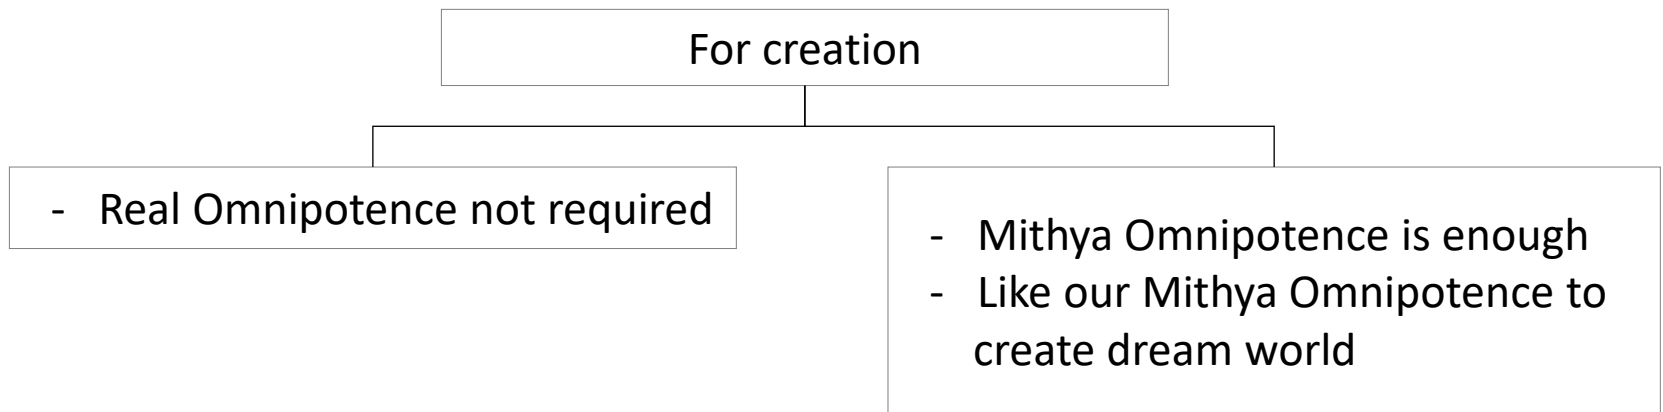 For creation
- Real Omnipotence not required
- Mithya Omnipotence is enough
- Like our Mithya Omnipotence to
create dream world